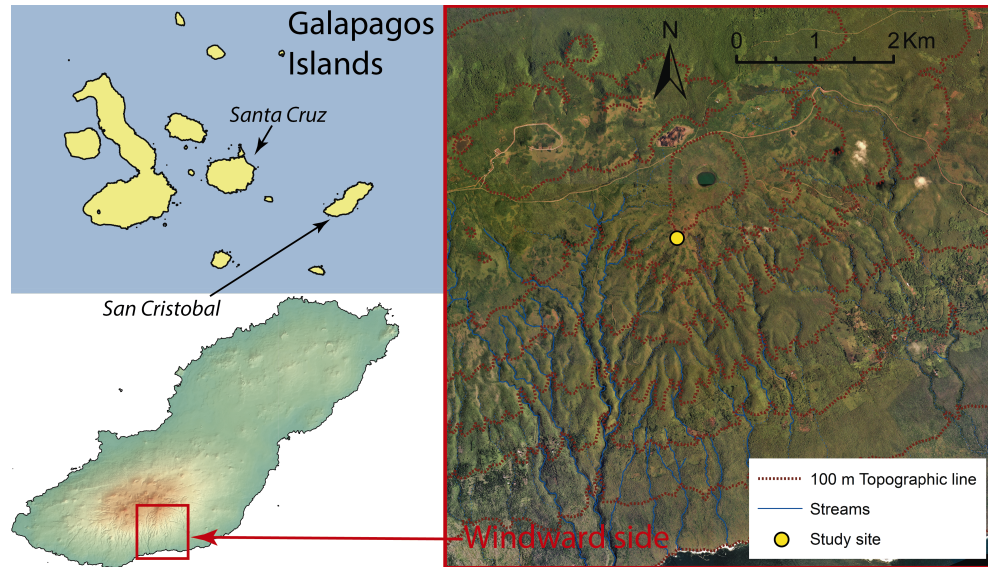 Galapagos
Islands
Santa Cruz
San Cristobal
N
0 1 2 Km
Windward side
100 m Topographic line
Streams
Study site